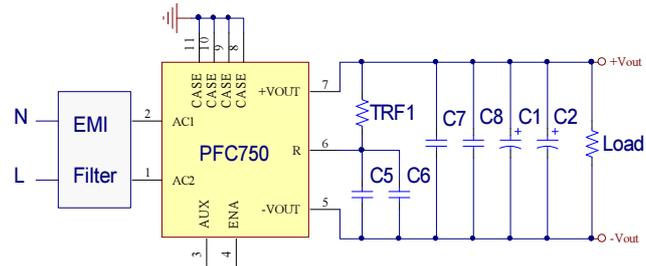 11 10 9 8
CASE CASE CASE CASE
+VOUT 7 +Vout
N EMI 2 AC1 TRF1 C7 C8 + C1 + C2
PFC750 R 6 Load
L Filter 1 AC2 C5 C6
AUX ENA -VOUT 5
3 4 -Vout